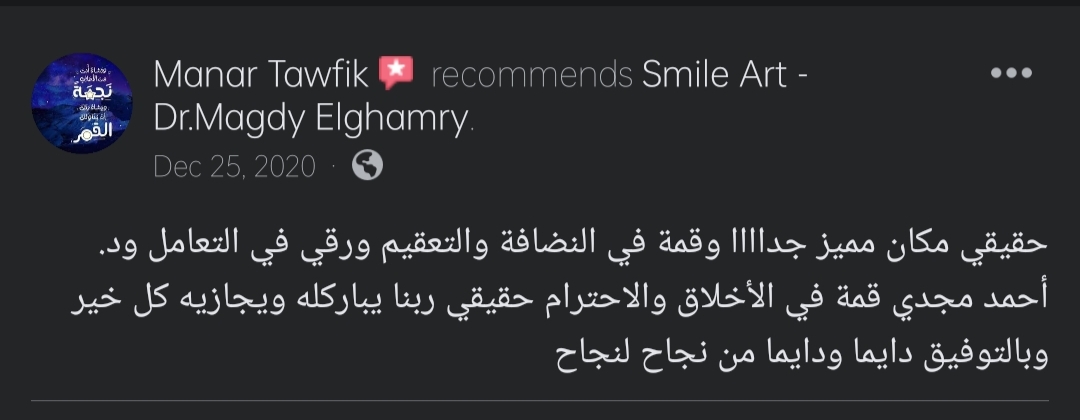 Manar Tawfik recommends Smile Art -
Dr.Magdy Elghamry.
Dec 25, 2020 ·
نجمة
القمر
حقيقي مكان مميز جداااا وقمة في النضافة والتعقيم ورقي في التعامل ود.
أحمد مجدي قمة في الأخلاق والاحترام حقيقي ربنا يباركله ويجازيه كل خير
وبالتوفيق دايما ودايما من نجاح لنجاح